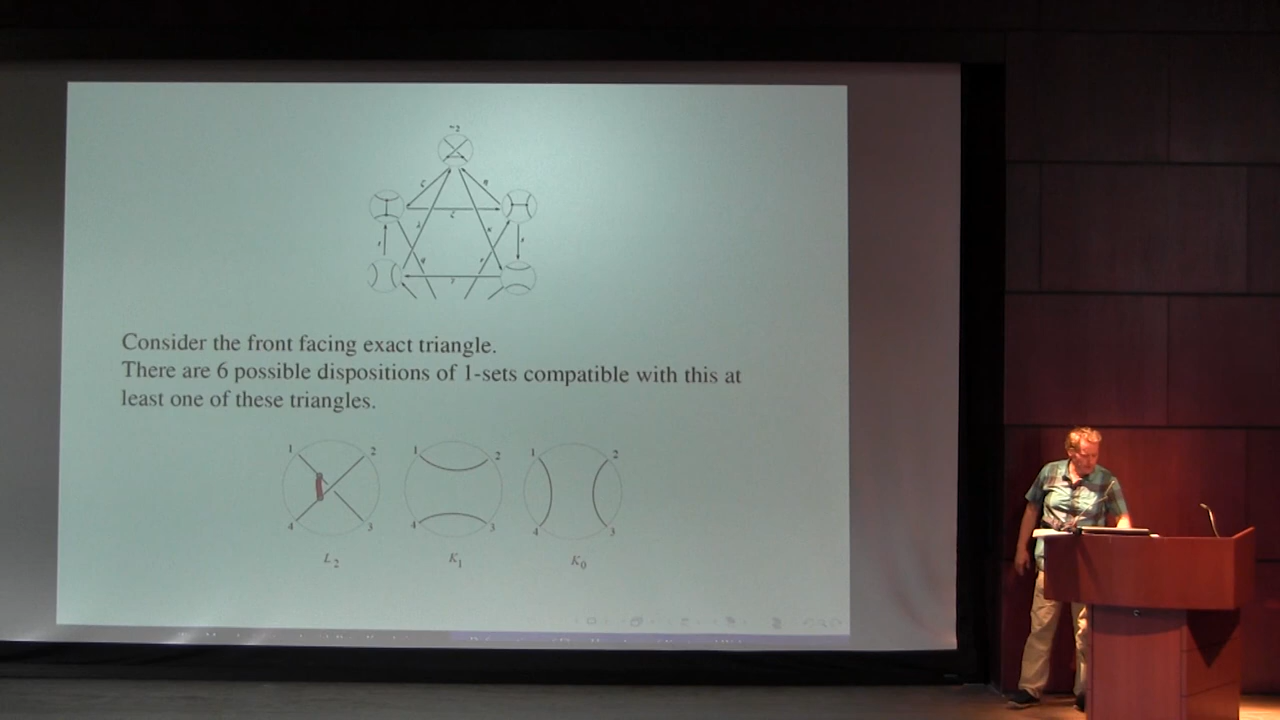 Consider the front facing exact triangle.
There are 6 possible dispositions of 1-sets compatible with this at
least one of these triangles.
1 2 1 2 1 2
4 3 4 3 4 3
L2 K1 K0